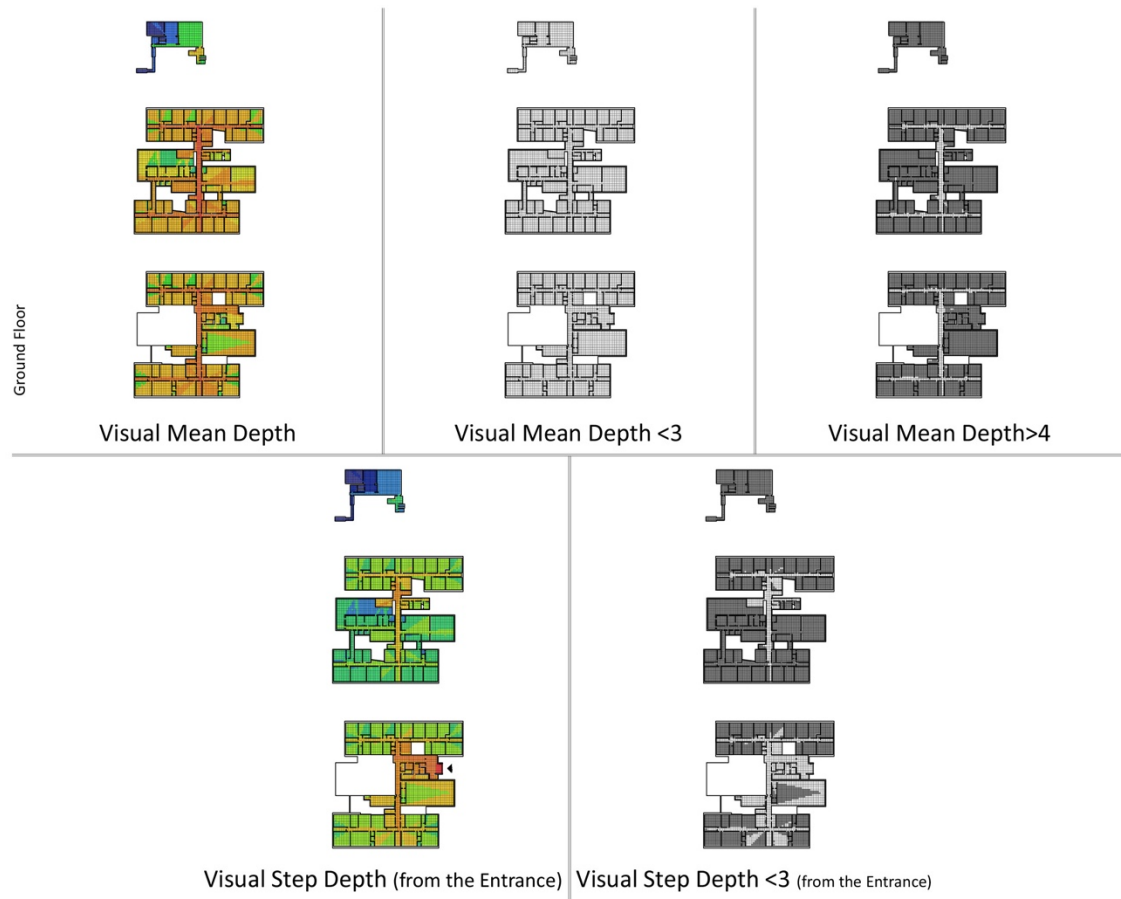 Ground Floor
Visual Mean Depth
Visual Mean Depth <3
Visual Mean Depth>4
Visual Step Depth (from the Entrance)
Visual Step Depth <3 (from the Entrance)